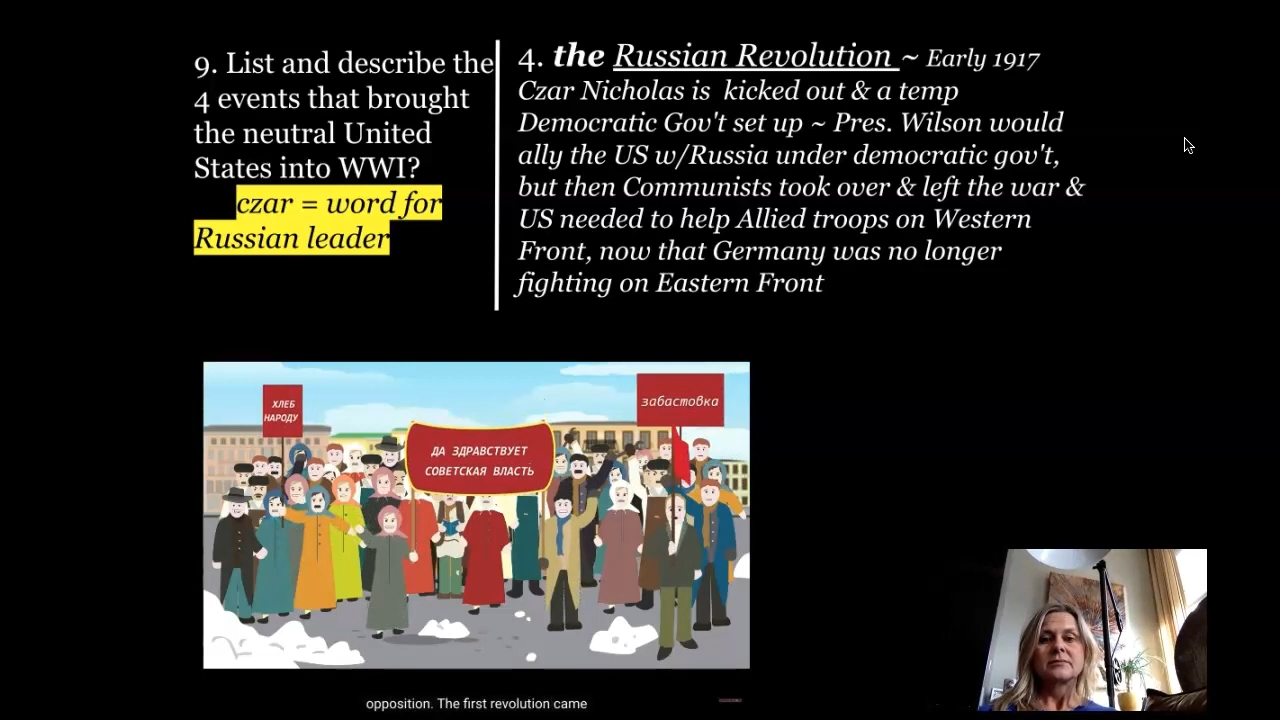 9. List and describe the
4 events that brought
the neutral United
States into WWI?
czar = word for
Russian leader
4. the Russian Revolution ~ Early 1917
Czar Nicholas is kicked out & a temp
Democratic Gov't set up ~ Pres. Wilson would
ally the US w/Russia under democratic gov't,
but then Communists took over & left the war &
US needed to help Allied troops on Western
Front, now that Germany was no longer
fighting on Eastern Front
ХЛЕБ
НАРОДУ
ДА ЗДРАВСТВУЕТ
СОВЕТСКАЯ ВЛАСТЬ
забастовка
opposition. The first revolution came